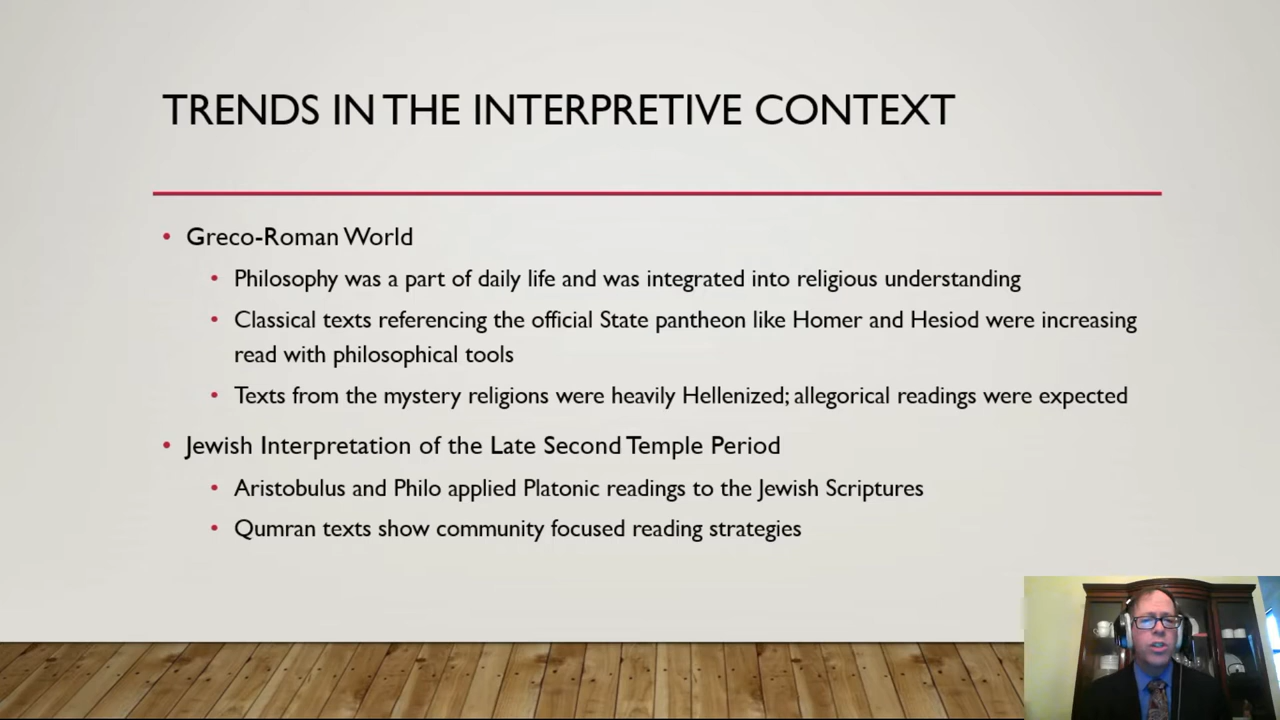 TRENDS IN THE INTERPRETIVE CONTEXT
• Greco-Roman World
• Philosophy was a part of daily life and was integrated into religious understanding
• Classical texts referencing the official State pantheon like Homer and Hesiod were increasing
read with philosophical tools
• Texts from the mystery religions were heavily Hellenized; allegorical readings were expected
• Jewish Interpretation of the Late Second Temple Period
• Aristobulus and Philo applied Platonic readings to the Jewish Scriptures
• Qumran texts show community focused reading strategies